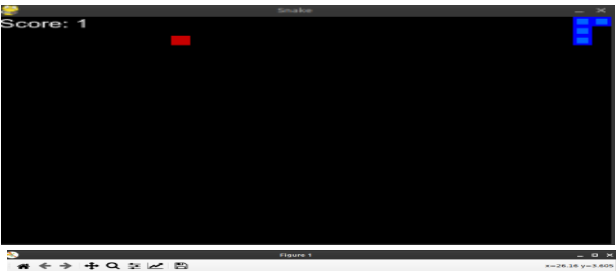 Snake
Score: 1
Figure 1
x=26.16 y=3.605